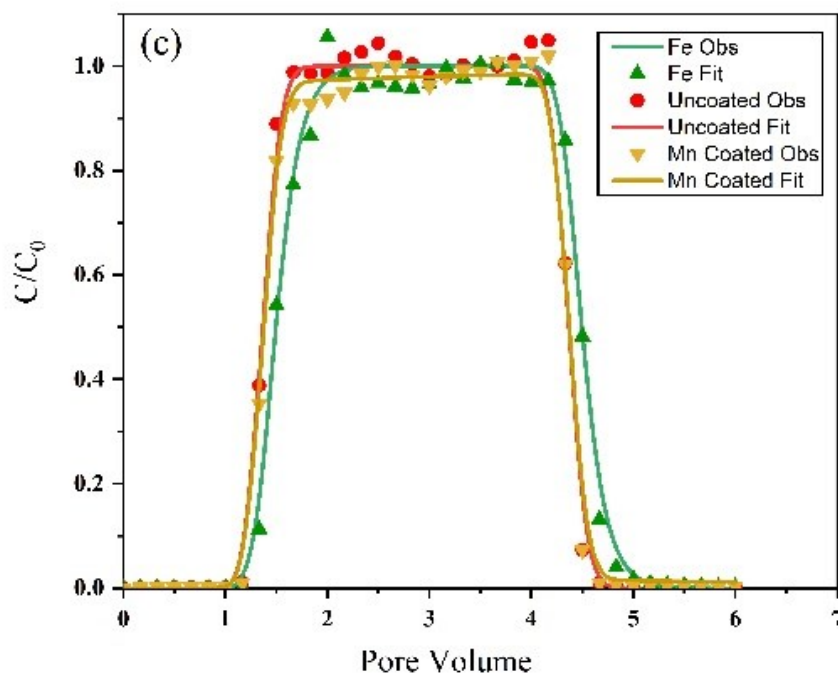 (c)
Fe Obs
Fe Fit
Uncoated Obs
Uncoated Fit
Mn Coated Obs
Mn Coated Fit
1.0
0.8
0.6
0.4
0.2
0.0
C/C₀
0 1 2 3 4 5 6 7
Pore Volume